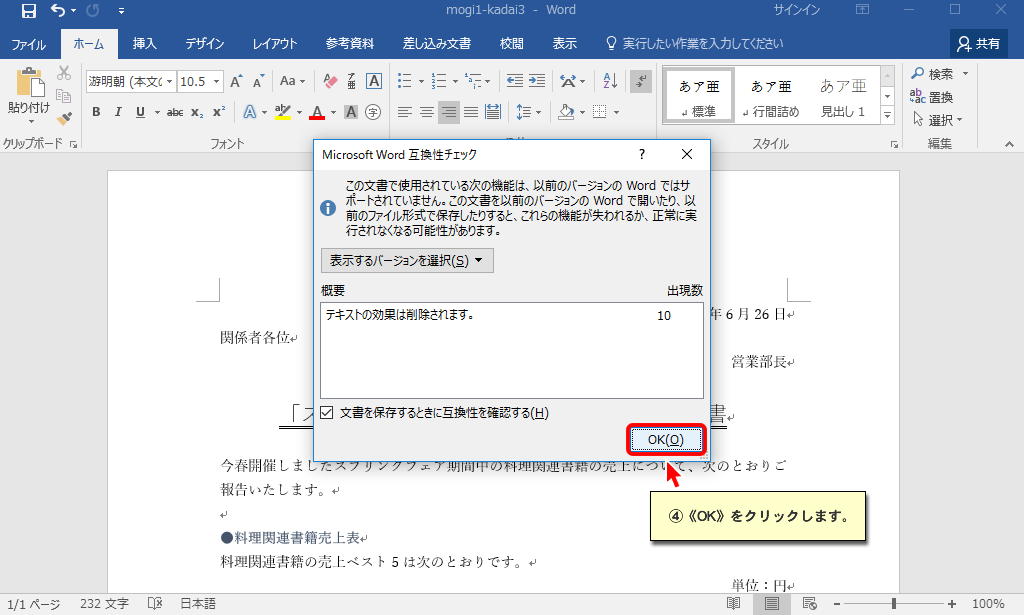 mogi1-kadai3 - Word
サインイン
ファイル ホーム 挿入 デザイン レイアウト 参考資料 差し込み文書 校閲 表示 実行したい作業を入力してください 共有
貼り付け
游明朝 (本文の 10.5
Aa
A
あア亜 あア亜 あア亜
検索
置換
選択
B I U abc x₂ x² A A A 字
↲標準 ↲行間詰め 見出し 1
クリップボード フォント スタイル 編集
Microsoft Word 互換性チェック ?
この文書で使用されている次の機能は、以前のバージョンの Word ではサ
ポートされていません。この文書を以前のバージョンの Word で開いたり、以
前のファイル形式で保存したりすると、これらの機能が失われるか、正常に実
行されなくなる可能性があります。
表示するバージョンを選択(S)
概要 出現数
テキストの効果は削除されます。 10
文書を保存するときに互換性を確認する(H)
OK(O)
④《OK》をクリックします。
年 6 月 26 日↵
関係者各位↵
営業部長↵
「ス 書↵
今春開催しましたスプリングフェア期間中の料理関連書籍の売上について、次のとおりご
報告いたします。↵
↵
●料理関連書籍売上表↵
料理関連書籍の売上ベスト 5 は次のとおりです。↵
単位：円↵
1/1 ページ 232 文字 日本語 100%